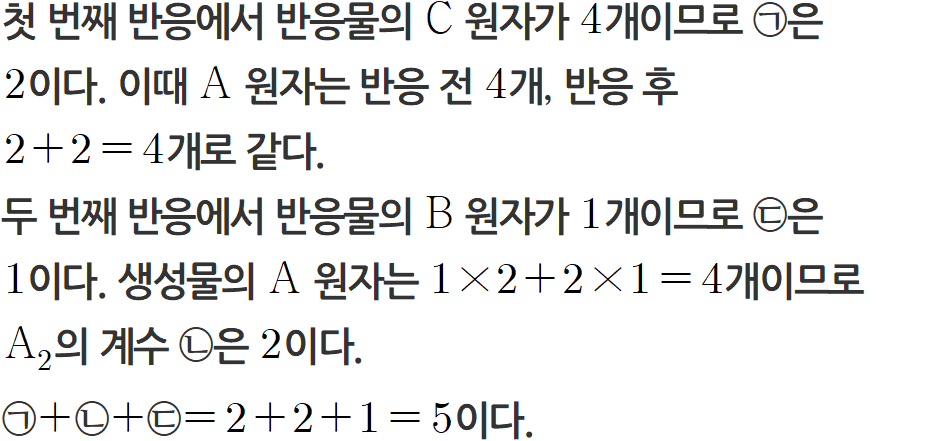 첫 번째 반응에서 반응물의 C 원자가 4개이므로 ㉠은
2이다. 이때 A 원자는 반응 전 4개, 반응 후
2+2=4개로 같다.
두 번째 반응에서 반응물의 B 원자가 1개이므로 ㉢은
1이다. 생성물의 A 원자는 1×2+2×1=4개이므로
A₂의 계수 ㉡은 2이다.
㉠+㉡+㉢=2+2+1=5이다.